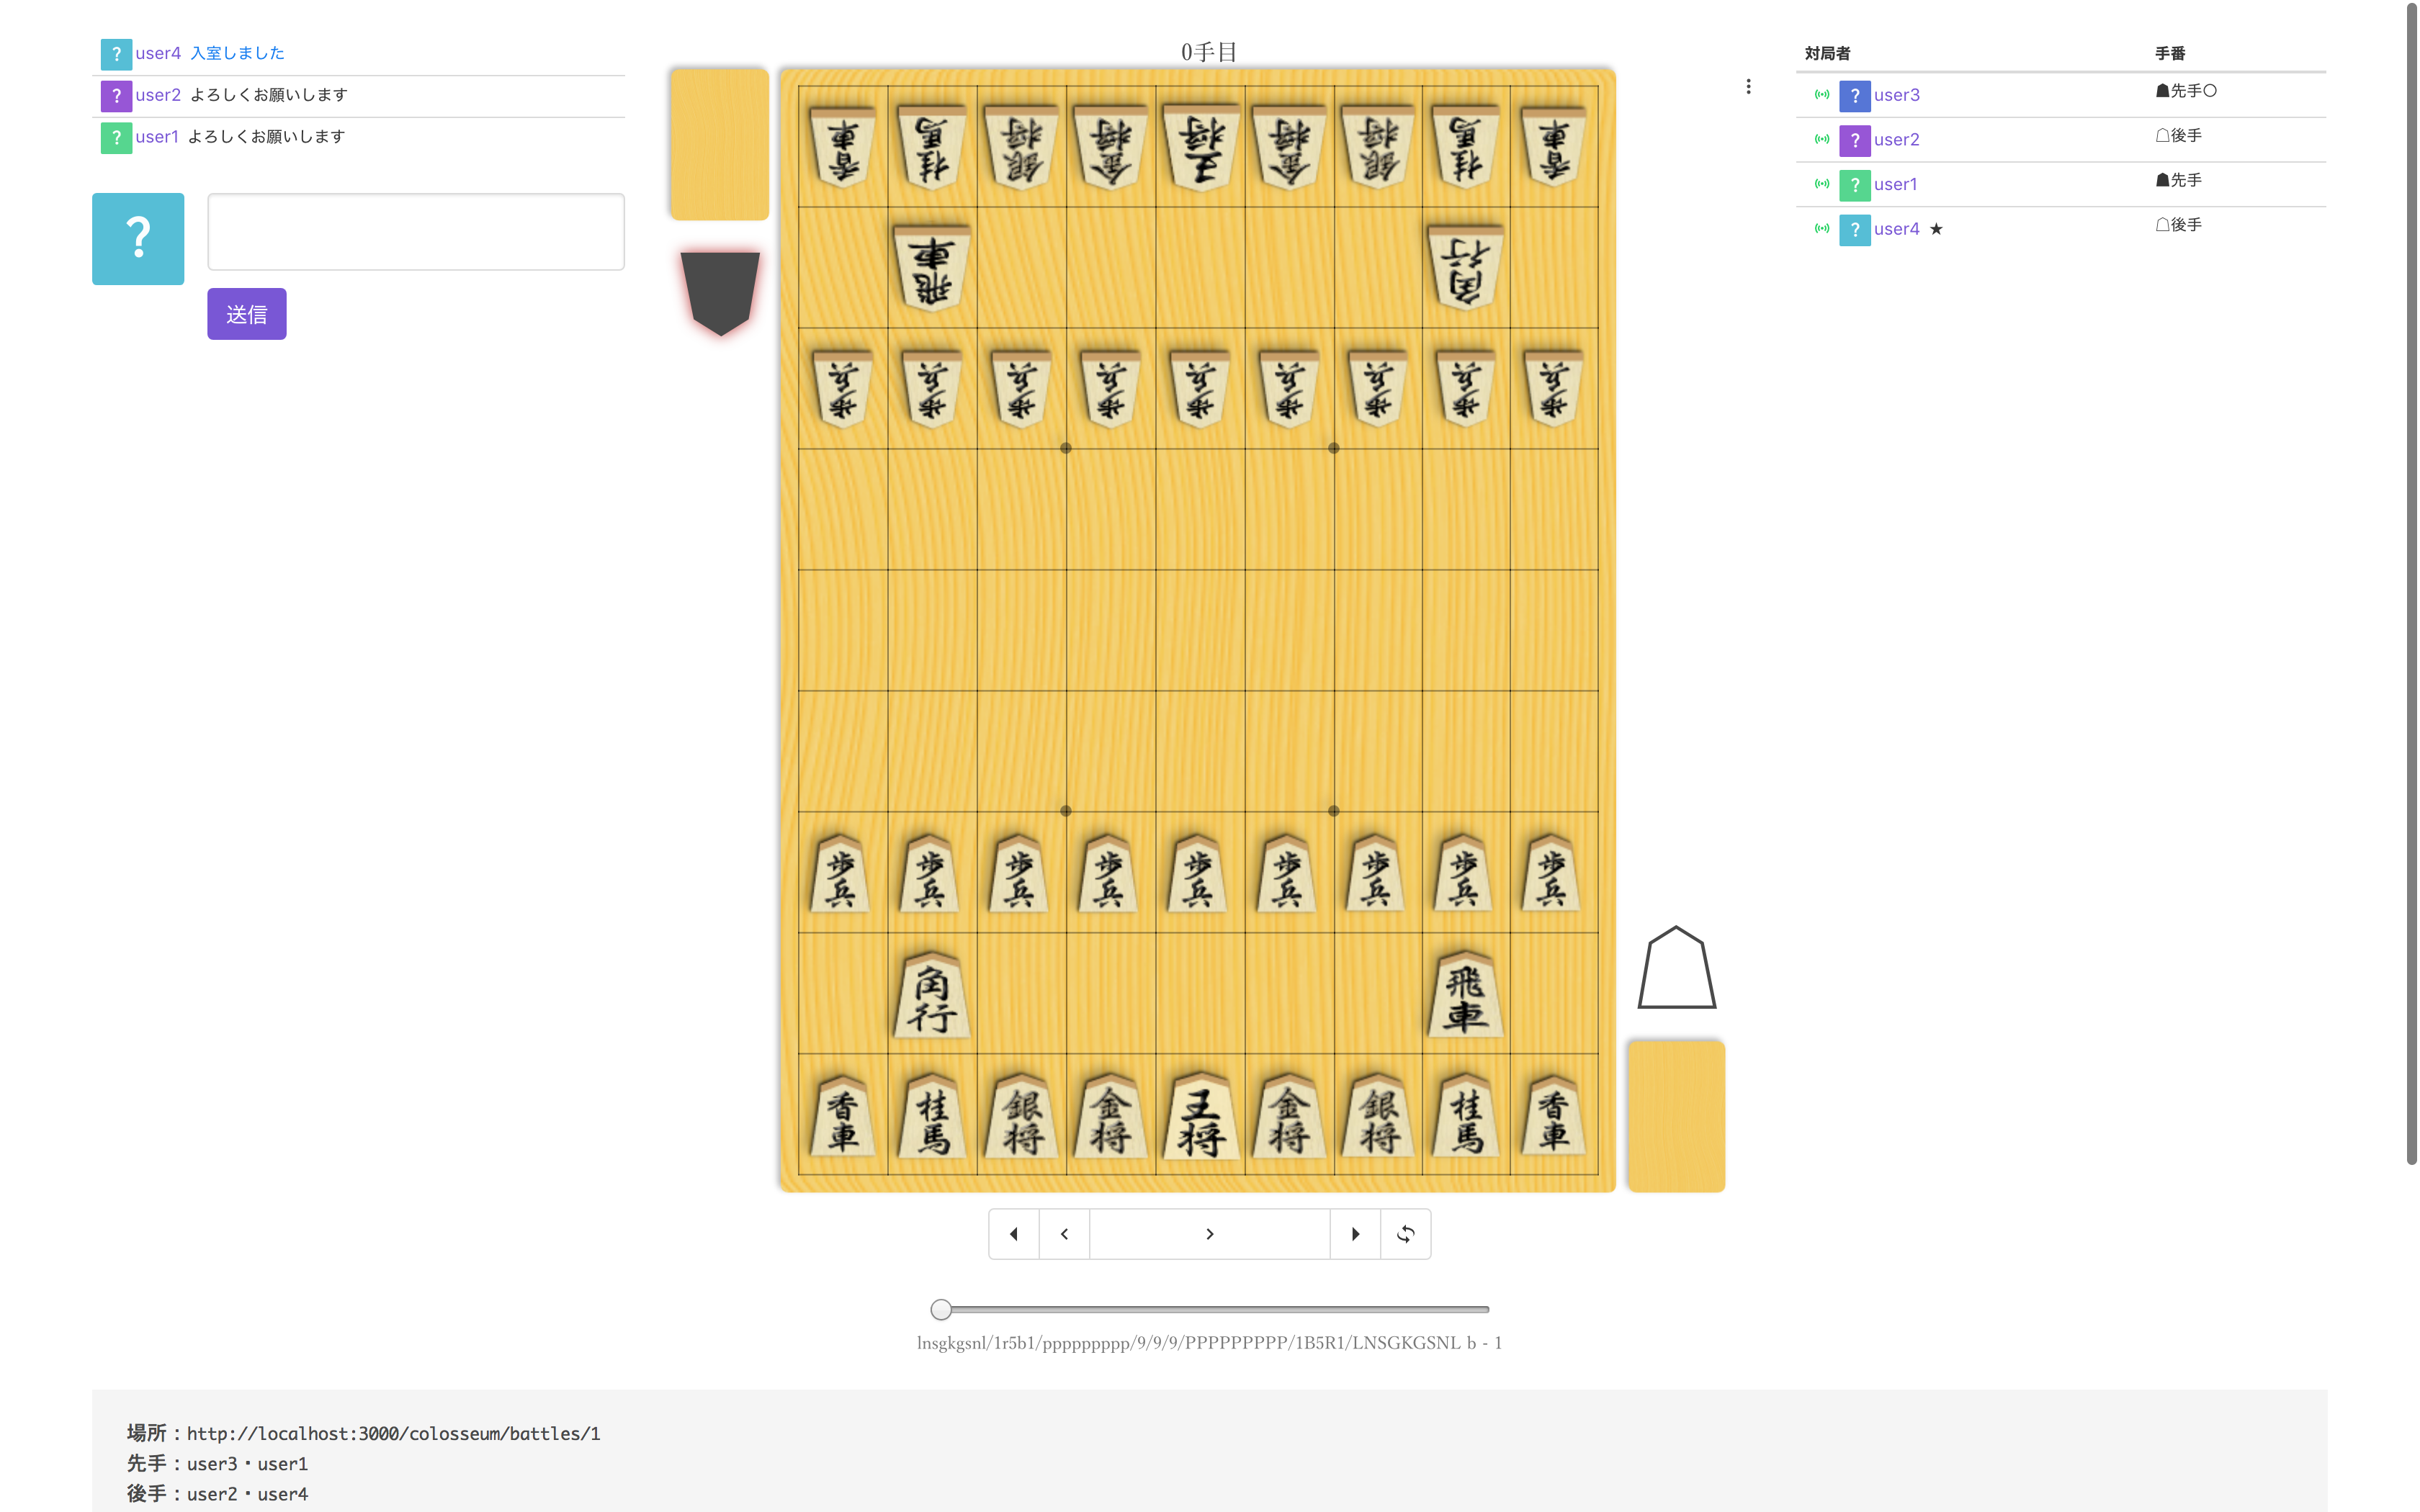 ? user4 入室しました
? user2 よろしくお願いします
? user1 よろしくお願いします
?
送信
0手目
香車 桂馬 銀将 金将 王将 金将 銀将 桂馬 香車
飛車 角行
歩兵 歩兵 歩兵 歩兵 歩兵 歩兵 歩兵 歩兵 歩兵
歩兵 歩兵 歩兵 歩兵 歩兵 歩兵 歩兵 歩兵 歩兵
角行 飛車
香車 桂馬 銀将 金将 王将 金将 銀将 桂馬 香車
lnsgkgsnl/1r5b1/ppppppppp/9/9/9/PPPPPPPPP/1B5R1/LNSGKGSNL b - 1
対局者 手番
? user3 ☗先手○
? user2 ☖後手
? user1 ☗先手
? user4 ★ ☖後手
場所：http://localhost:3000/colosseum/battles/1
先手：user3・user1
後手：user2・user4